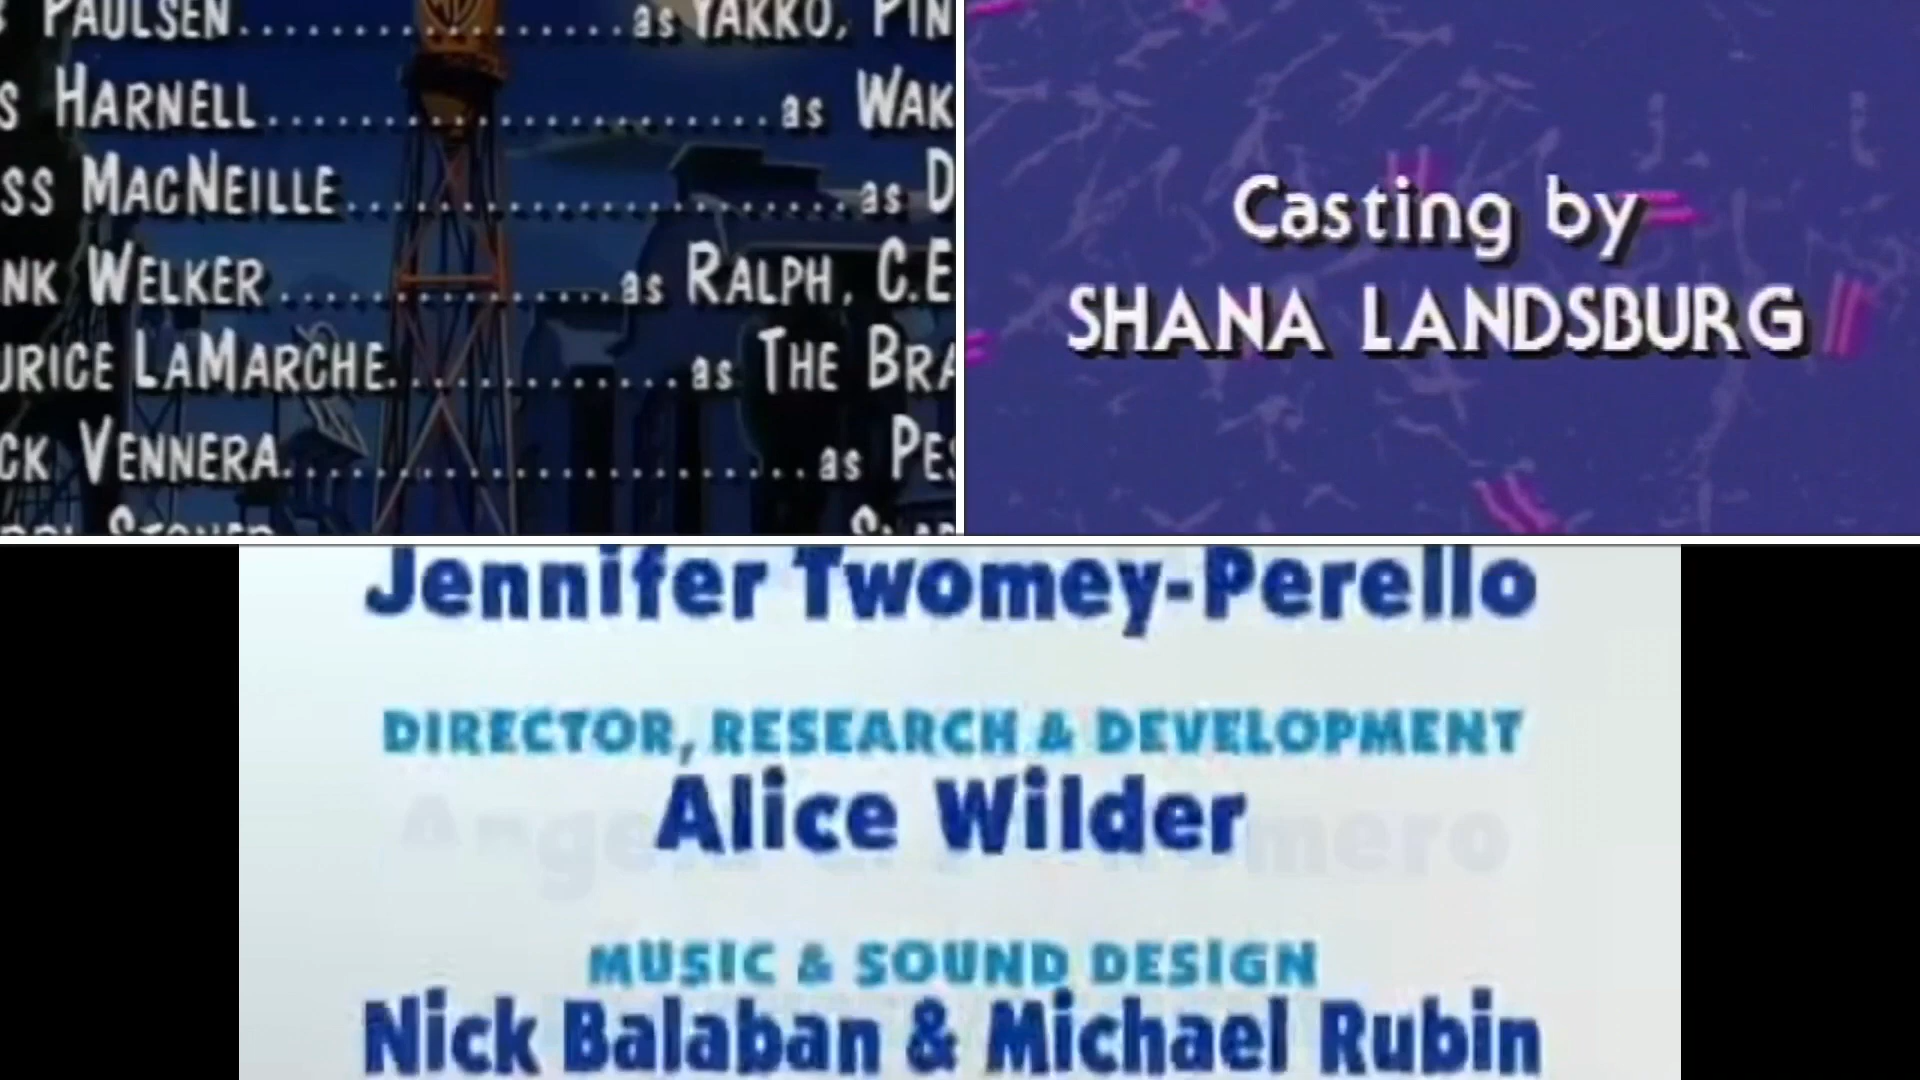 PAULSEN....................as YAKKO, PIN
S HARNELL........................as WAK
SS MACNEILLE.........................as D
NK WELKER................as RALPH, C.E
URICE LAMARCHE..............as THE BRA
CK VENNERA.........................as PES
STONER
Casting by
SHANA LANDSBURG
Jennifer Twomey-Perello
DIRECTOR, RESEARCH & DEVELOPMENT
Alice Wilder
MUSIC & SOUND DESIGN
Nick Balaban & Michael Rubin